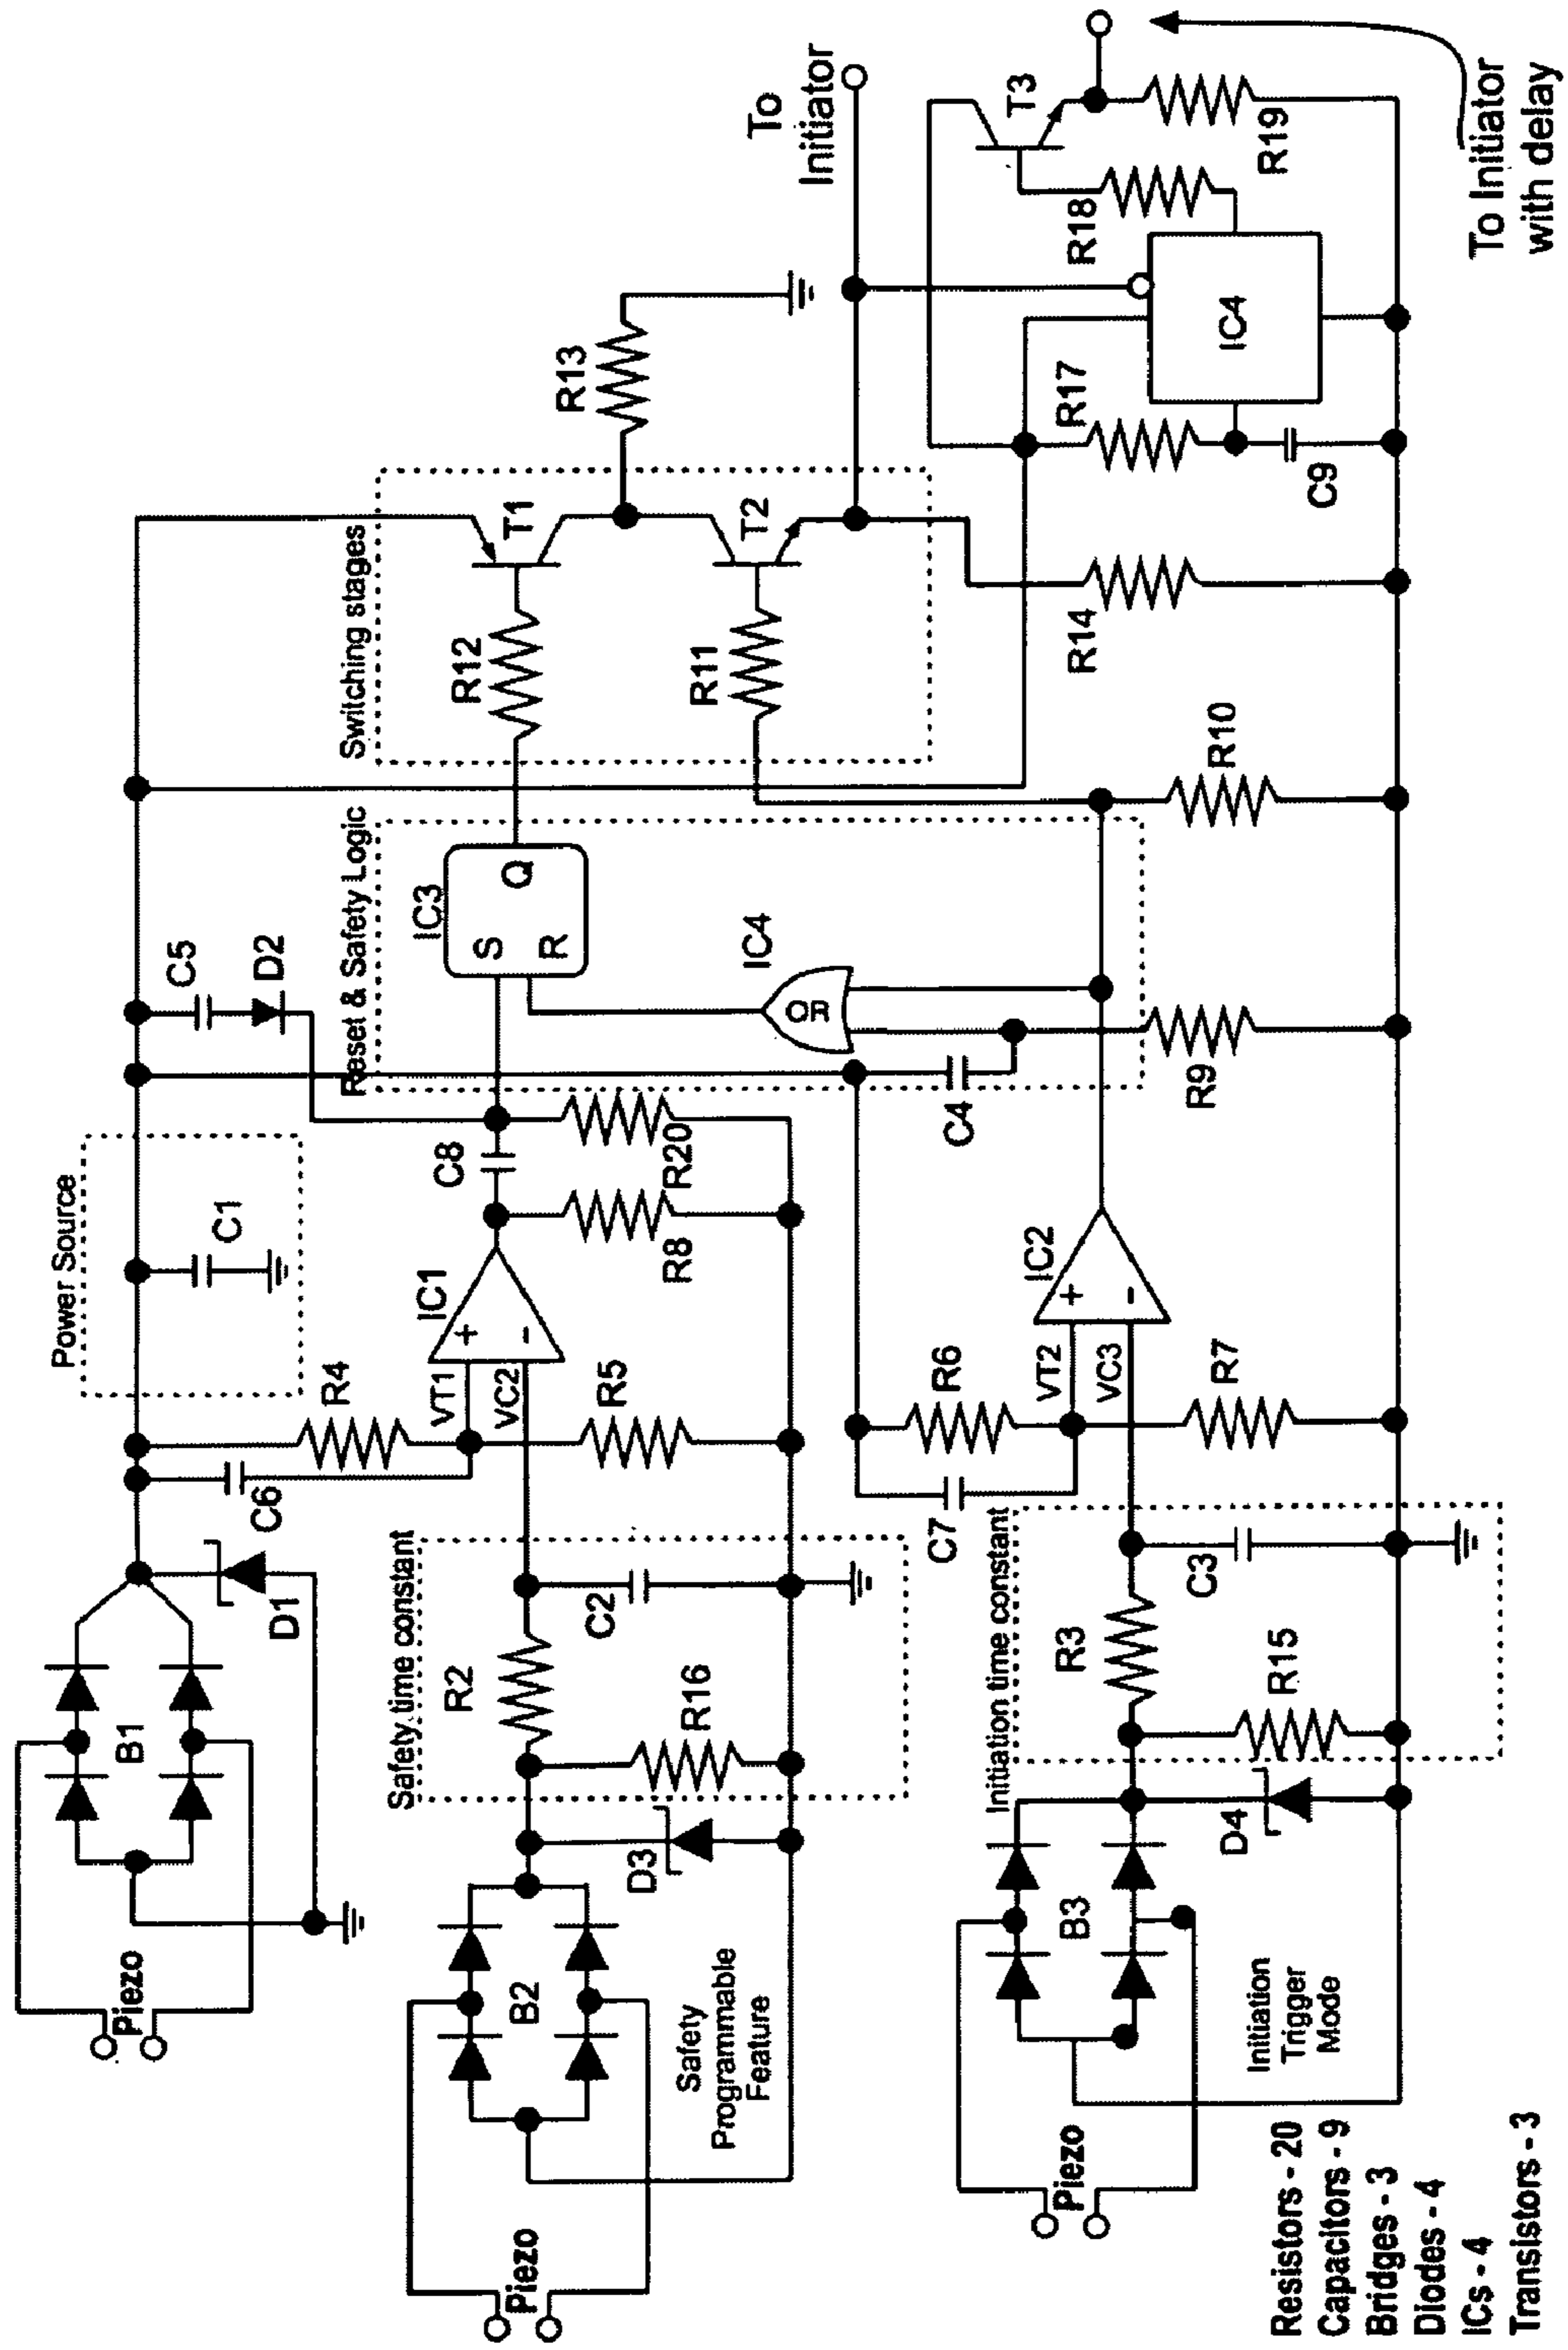 Power Source
C1
C5
D2
C6
R4
D1
B1
Piezo
Switching stages
R12
T1
R13
R11
T2
To
Initiator
Reset & Safety Logic
IC3
S
Q
R
IC4
OR
C4
R9
R10
R14
IC1
+
-
VT1
VC2
R5
C8
R8
R20
Safety time constant
R2
C2
R16
D3
B2
Piezo
Safety
Programmable
Feature
R6
C7
VT2
VC3
IC2
+
-
R7
Initiation time constant
R3
C3
R15
D4
B3
Piezo
Initiation
Trigger
Mode
R17
C9
IC4
R18
T3
R19
To Initiator
with delay
Resistors - 20
Capacitors - 9
Bridges - 3
Diodes - 4
ICs - 4
Transistors - 3